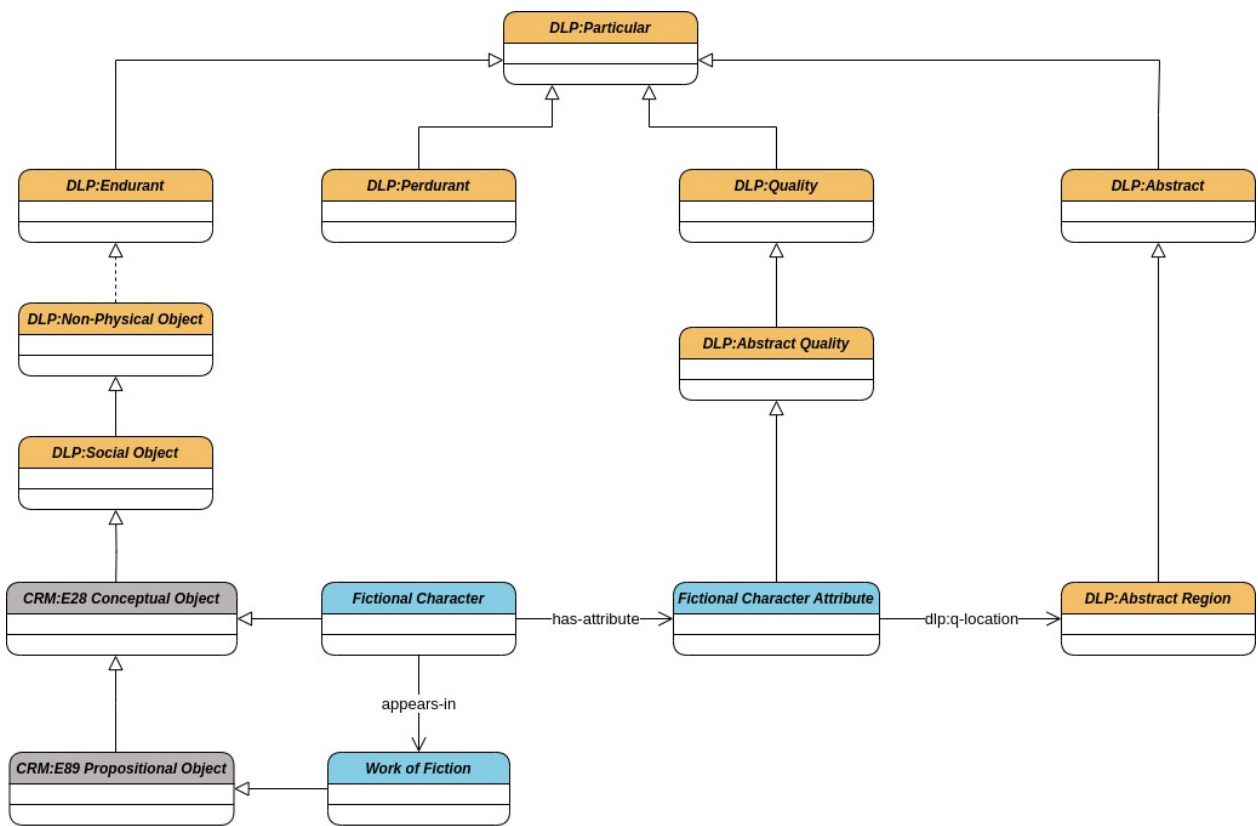 DLP:Particular
DLP:Endurant
DLP:Perdurant
DLP:Quality
DLP:Abstract
DLP:Non-Physical Object
DLP:Abstract Quality
DLP:Social Object
CRM:E28 Conceptual Object
Fictional Character
has-attribute
Fictional Character Attribute
dlp:q-location
DLP:Abstract Region
appears-in
CRM:E89 Propositional Object
Work of Fiction